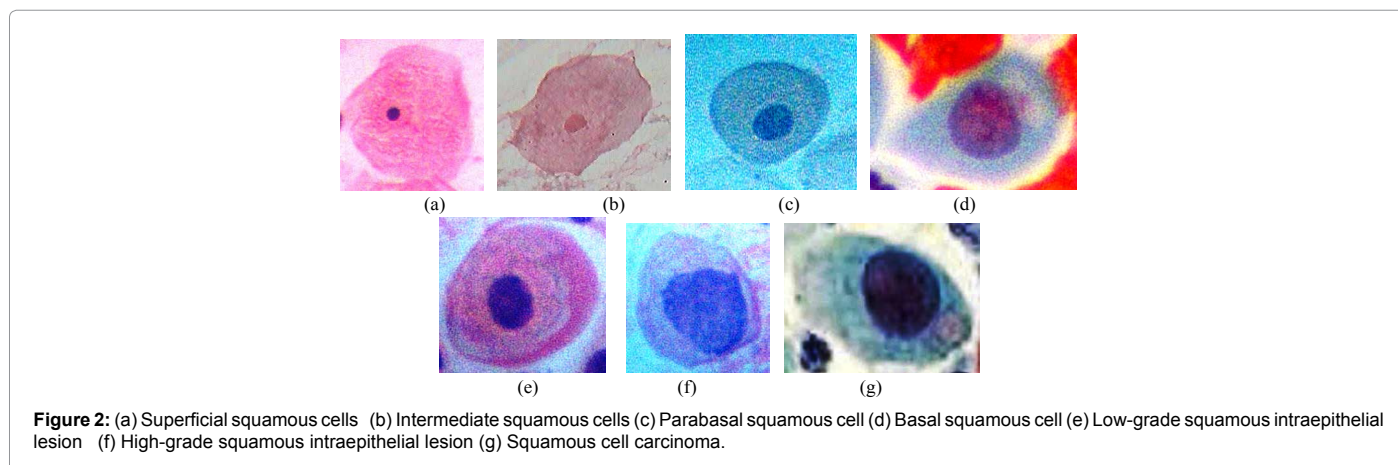 (a) (b) (c) (d)
(e) (f) (g)
Figure 2: (a) Superficial squamous cells (b) Intermediate squamous cells (c) Parabasal squamous cell (d) Basal squamous cell (e) Low-grade squamous intraepithelial
lesion (f) High-grade squamous intraepithelial lesion (g) Squamous cell carcinoma.